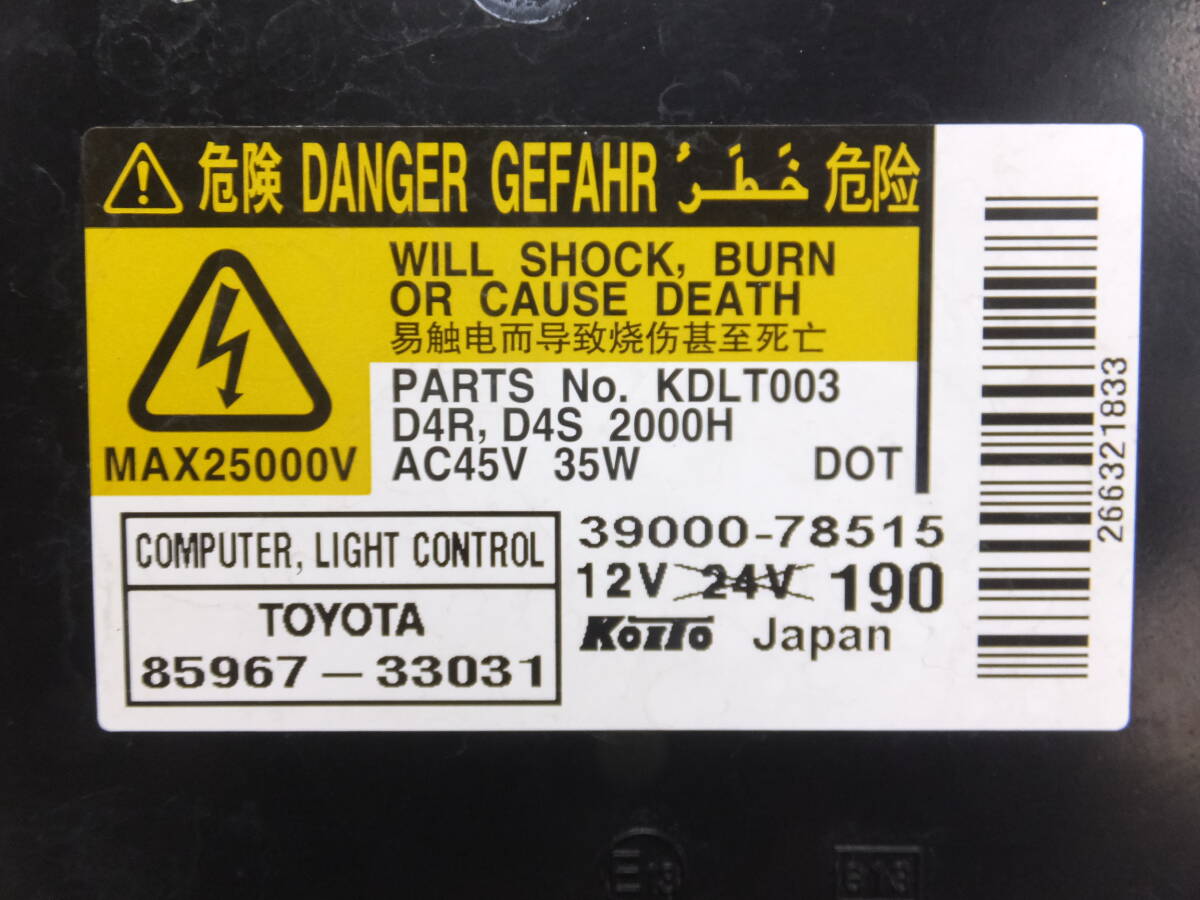 危険 DANGER GEFAHR خَطَرٌ 危险
WILL SHOCK, BURN
OR CAUSE DEATH
易触电而导致烧伤甚至死亡
MAX25000V
PARTS No. KDLT003
D4R, D4S 2000H
AC45V 35W DOT
COMPUTER, LIGHT CONTROL
TOYOTA
85967-33031
39000-78515
12V 24V 190
KOITO Japan
266321833